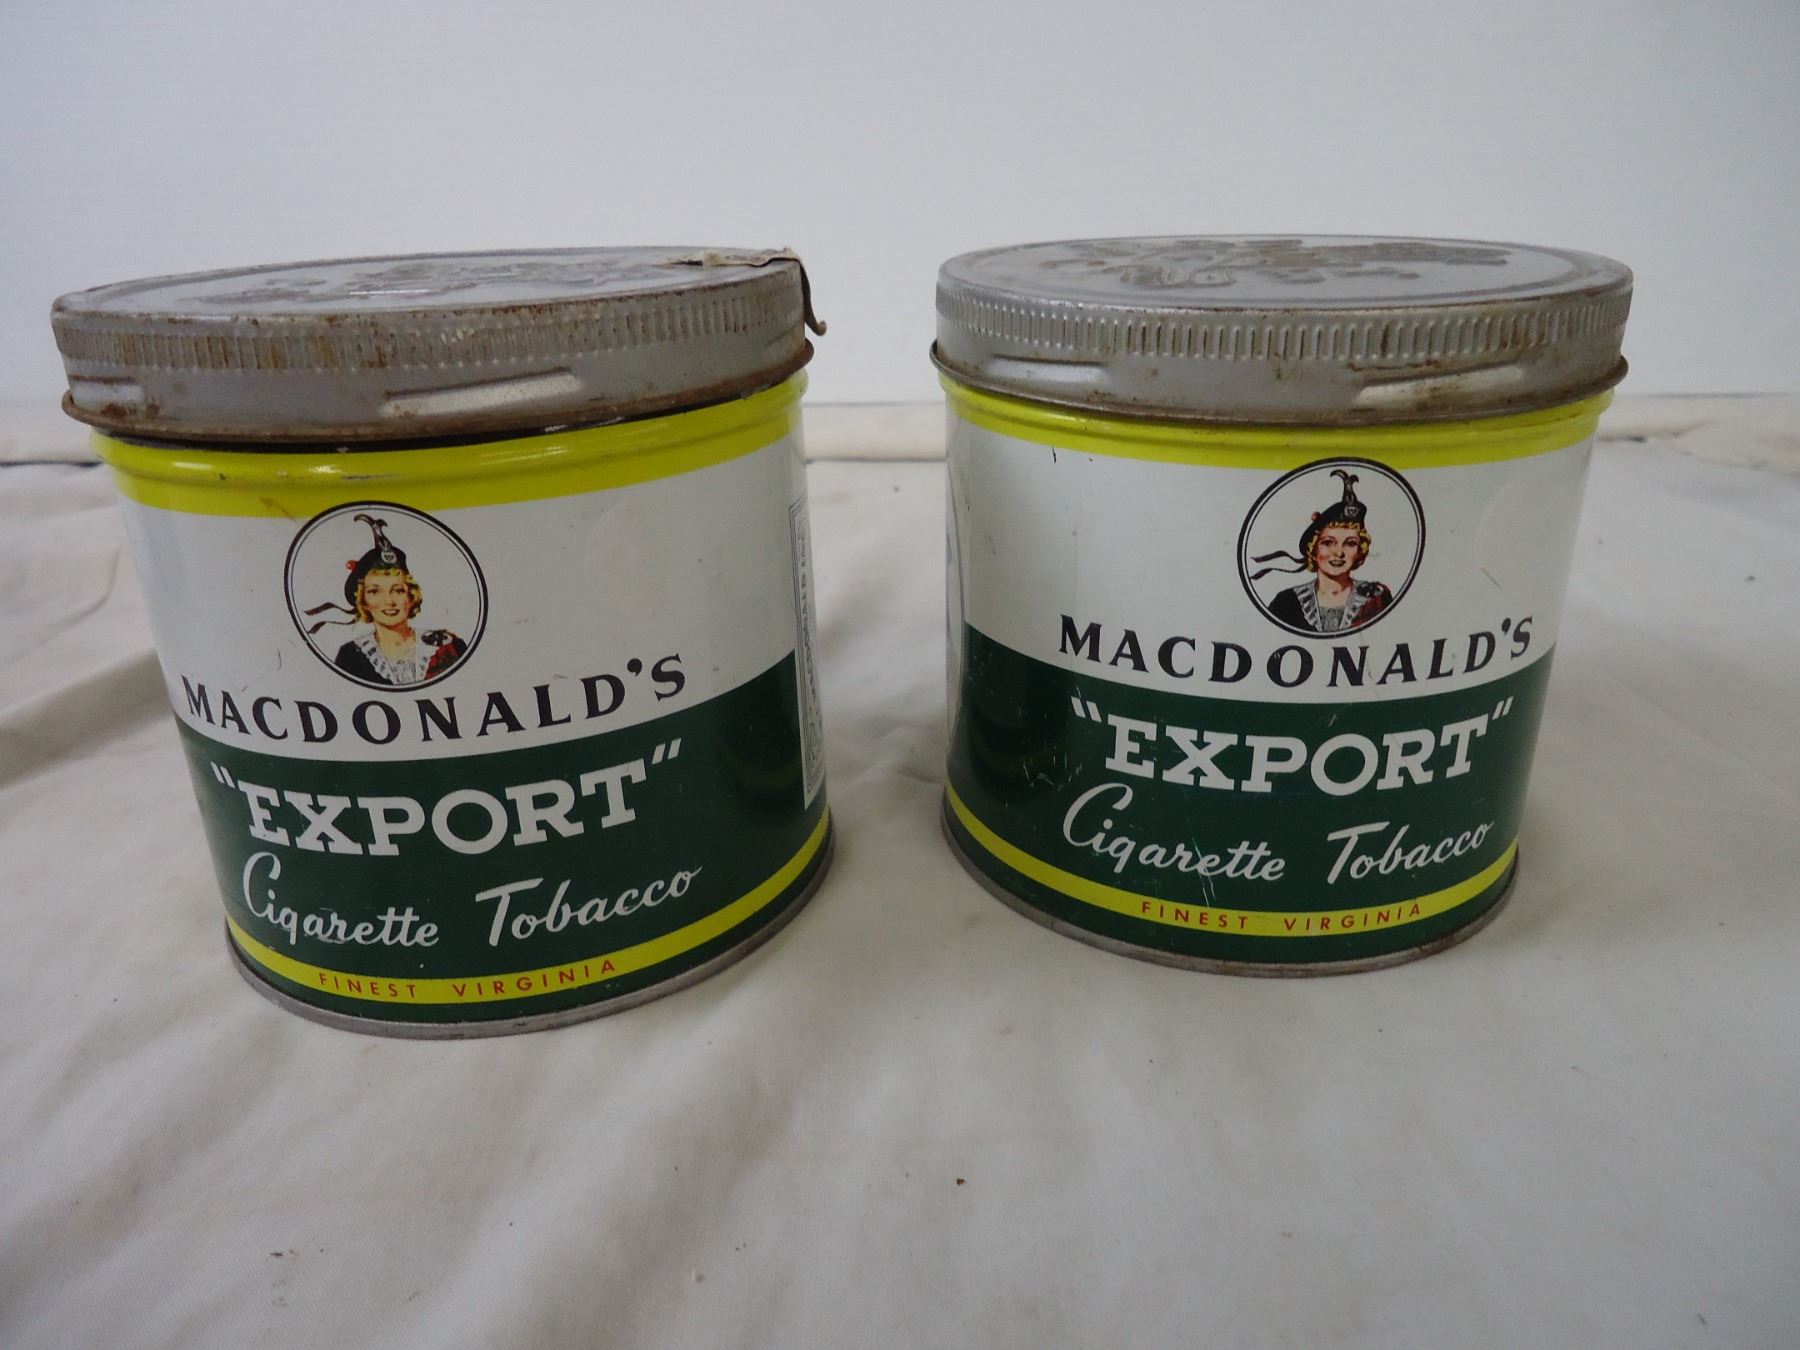 MACDONALD'S
"EXPORT"
Cigarette Tobacco
FINEST VIRGINIA
MACDONALD'S
"EXPORT"
Cigarette Tobacco
FINEST VIRGINIA